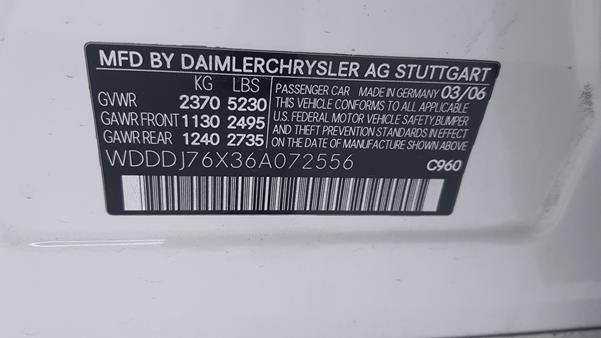 MFD BY DAIMLERCHRYSLER AG STUTTGART
KG LBS
GVWR 2370 5230
GAWR FRONT 1130 2495
GAWR REAR 1240 2735
PASSENGER CAR MADE IN GERMANY 03/06
THIS VEHICLE CONFORMS TO ALL APPLICABLE
U.S. FEDERAL MOTOR VEHICLE SAFETY,BUMPER
AND THEFT PREVENTION STANDARDS IN EFFECT
ON THE DATE OF MANUFACTURE SHOWN ABOVE
WDDDJ76X36A072556
C960